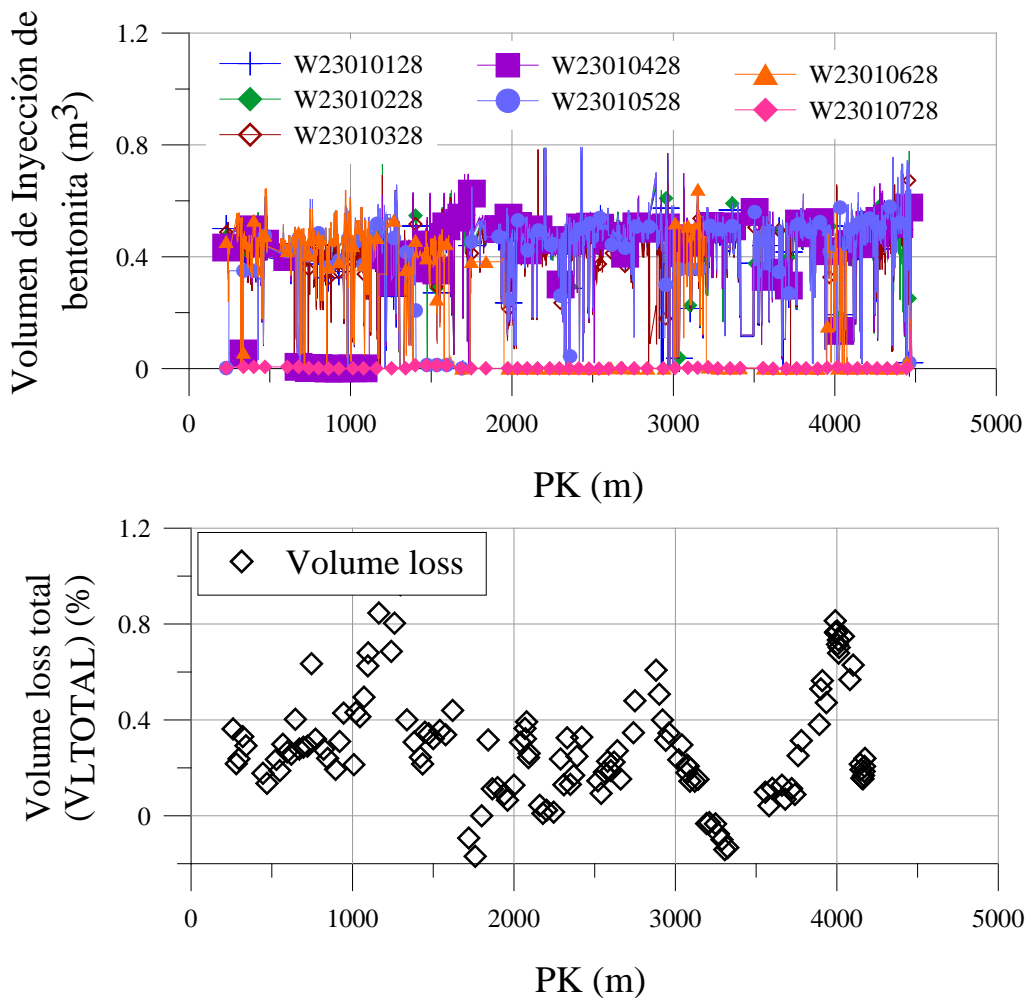 Volumen de Inyección de
bentonita (m3)
1.2
0.8
0.4
0
W23010128
W23010228
W23010328
W23010428
W23010528
W23010628
W23010728
0
1000
2000
3000
4000
5000
PK (m)
Volume loss total
(VLTOTAL) (%)
1.2
0.8
0.4
0
Volume loss
0
1000
2000
3000
4000
5000
PK (m)